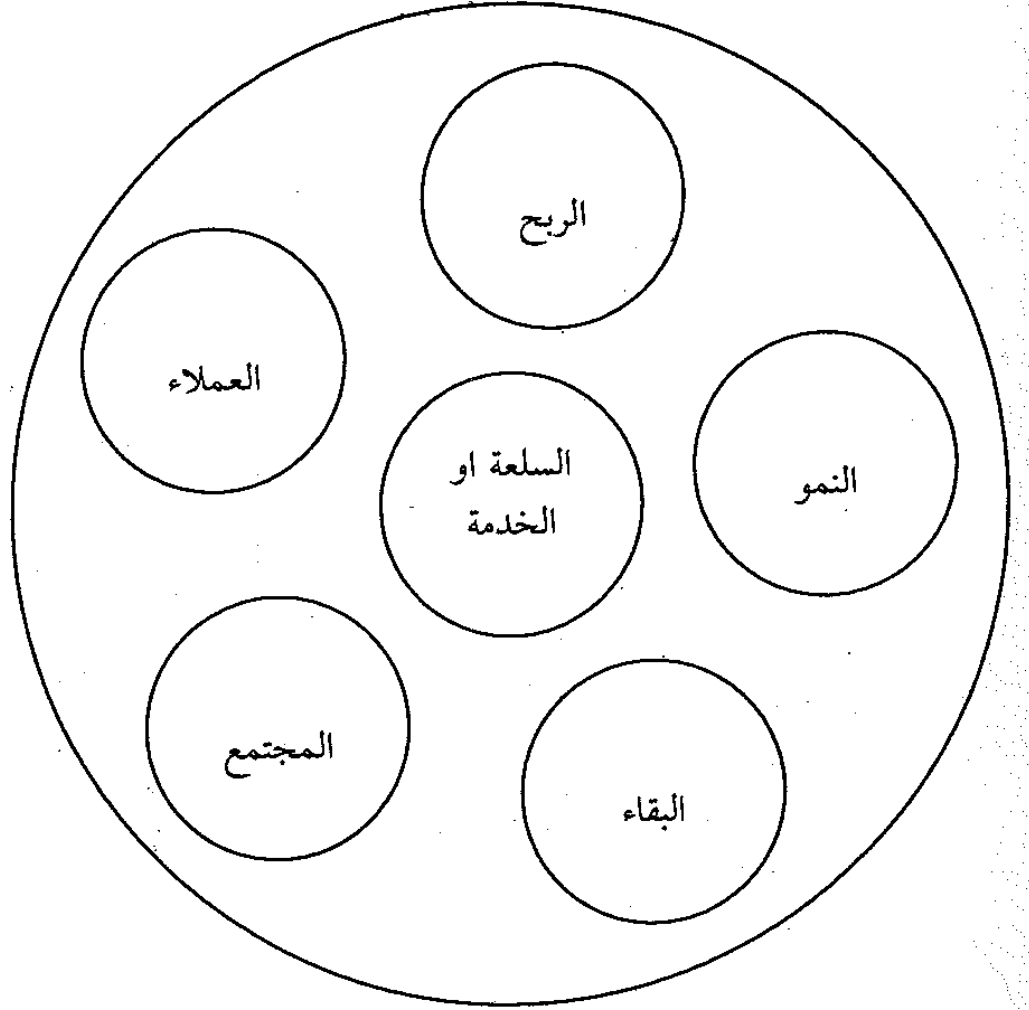 الربح
العملاء
النمو
السلعة او
الخدمة
المجتمع
البقاء